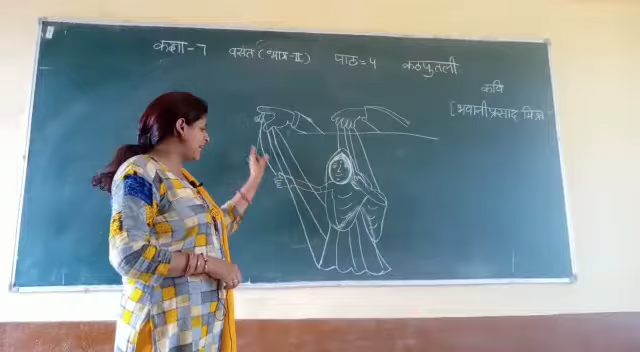 कक्षा-7 वसंत (भाग-II) पाठ=4 कठपुतली
कवि
[भवानीप्रसाद मिश्र